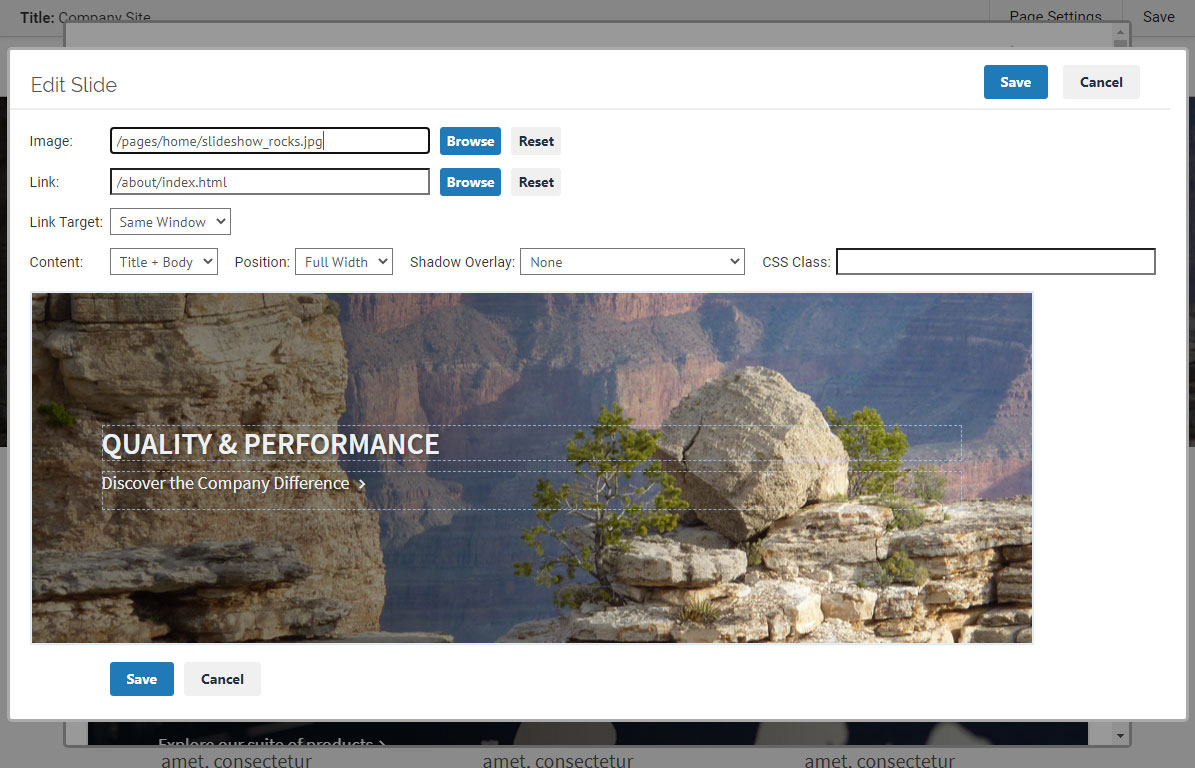 Title: Company Site Page Settings Save
Edit Slide Save Cancel
Image: /pages/home/slideshow_rocks.jpg Browse Reset
Link: /about/index.html Browse Reset
Link Target: Same Window
Content: Title + Body Position: Full Width Shadow Overlay: None CSS Class:
QUALITY & PERFORMANCE
Discover the Company Difference ›
Save Cancel
Explore our suite of products ›
amet, consectetur amet, consectetur amet, consectetur